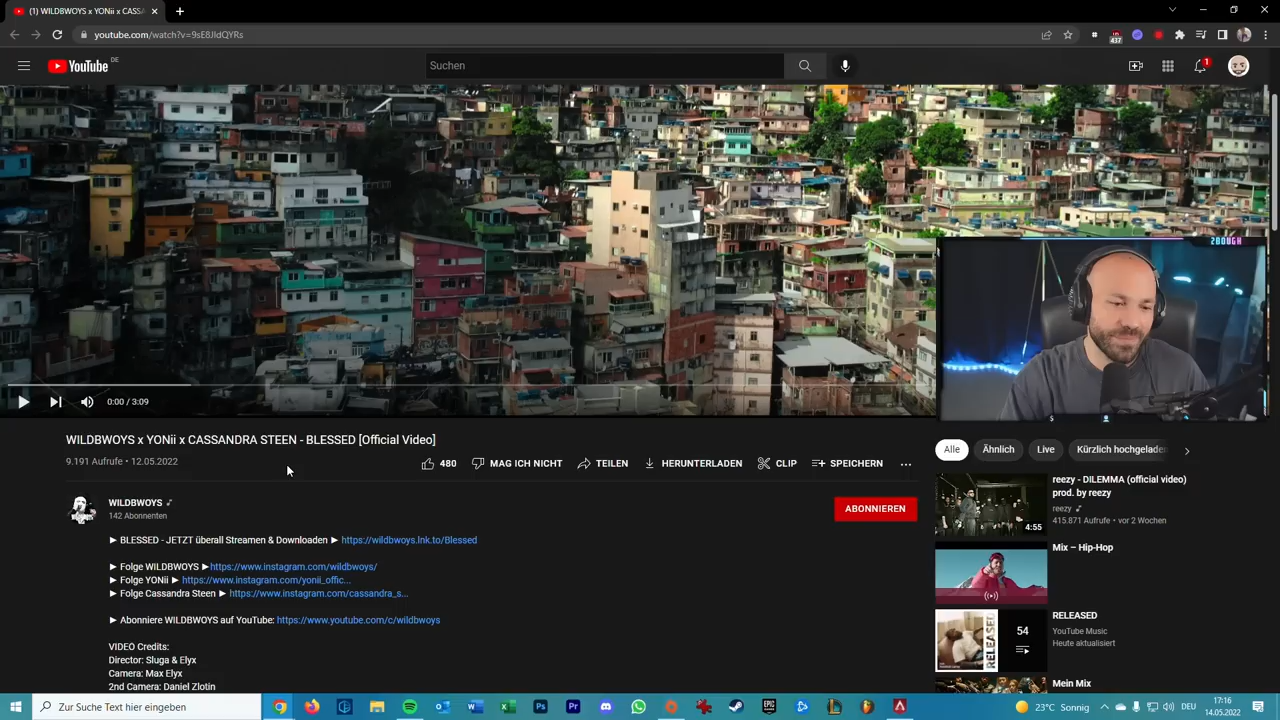 (1) WILDBWOYS x YONii x CASSA
youtube.com/watch?v=9sE8JIdQYRs
437
YouTube DE
Suchen
1
2BOUGH
0:00 / 3:09
WILDBWOYS x YONii x CASSANDRA STEEN - BLESSED [Official Video]
9.191 Aufrufe • 12.05.2022
480
MAG ICH NICHT
TEILEN
HERUNTERLADEN
CLIP
SPEICHERN
WILDBWOYS
142 Abonnenten
ABONNIEREN
► BLESSED - JETZT überall Streamen & Downloaden ► https://wildbwoys.lnk.to/Blessed
► Folge WILDBWOYS ►https://www.instagram.com/wildbwoys/
► Folge YONii ► https://www.instagram.com/yonii_offic...
► Folge Cassandra Steen ► https://www.instagram.com/cassandra_s...
► Abonniere WILDBWOYS auf YouTube: https://www.youtube.com/c/wildbwoys
VIDEO Credits:
Director: Sluga & Elyx
Camera: Max Elyx
2nd Camera: Daniel Zlotin
Alle
Ähnlich
Live
Kürzlich hochgeladen
reezy - DILEMMA (official video)
prod. by reezy
reezy
415.871 Aufrufe • vor 2 Wochen
4:55
Mix – Hip-Hop
RELEASED
YouTube Music
Heute aktualisiert
54
RELEASED
Mein Mix
Zur Suche Text hier eingeben
23°C Sonnig
DEU
17:16
14.05.2022